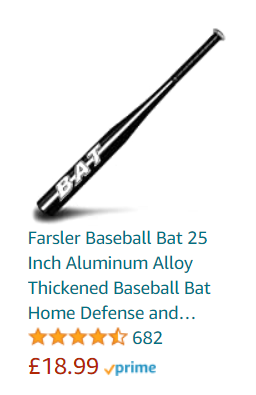 BAT
Farsler Baseball Bat 25
Inch Aluminum Alloy
Thickened Baseball Bat
Home Defense and…
682
£18.99 prime